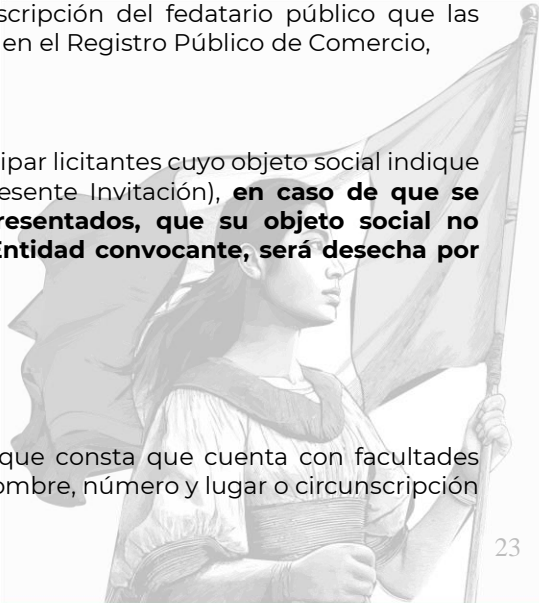 scripción del fedatario público que las
en el Registro Público de Comercio,
ipar licitantes cuyo objeto social indique
esente Invitación), en caso de que se
resentados, que su objeto social no
Entidad convocante, será desecha por
que consta que cuenta con facultades
ombre, número y lugar o circunscripción
23